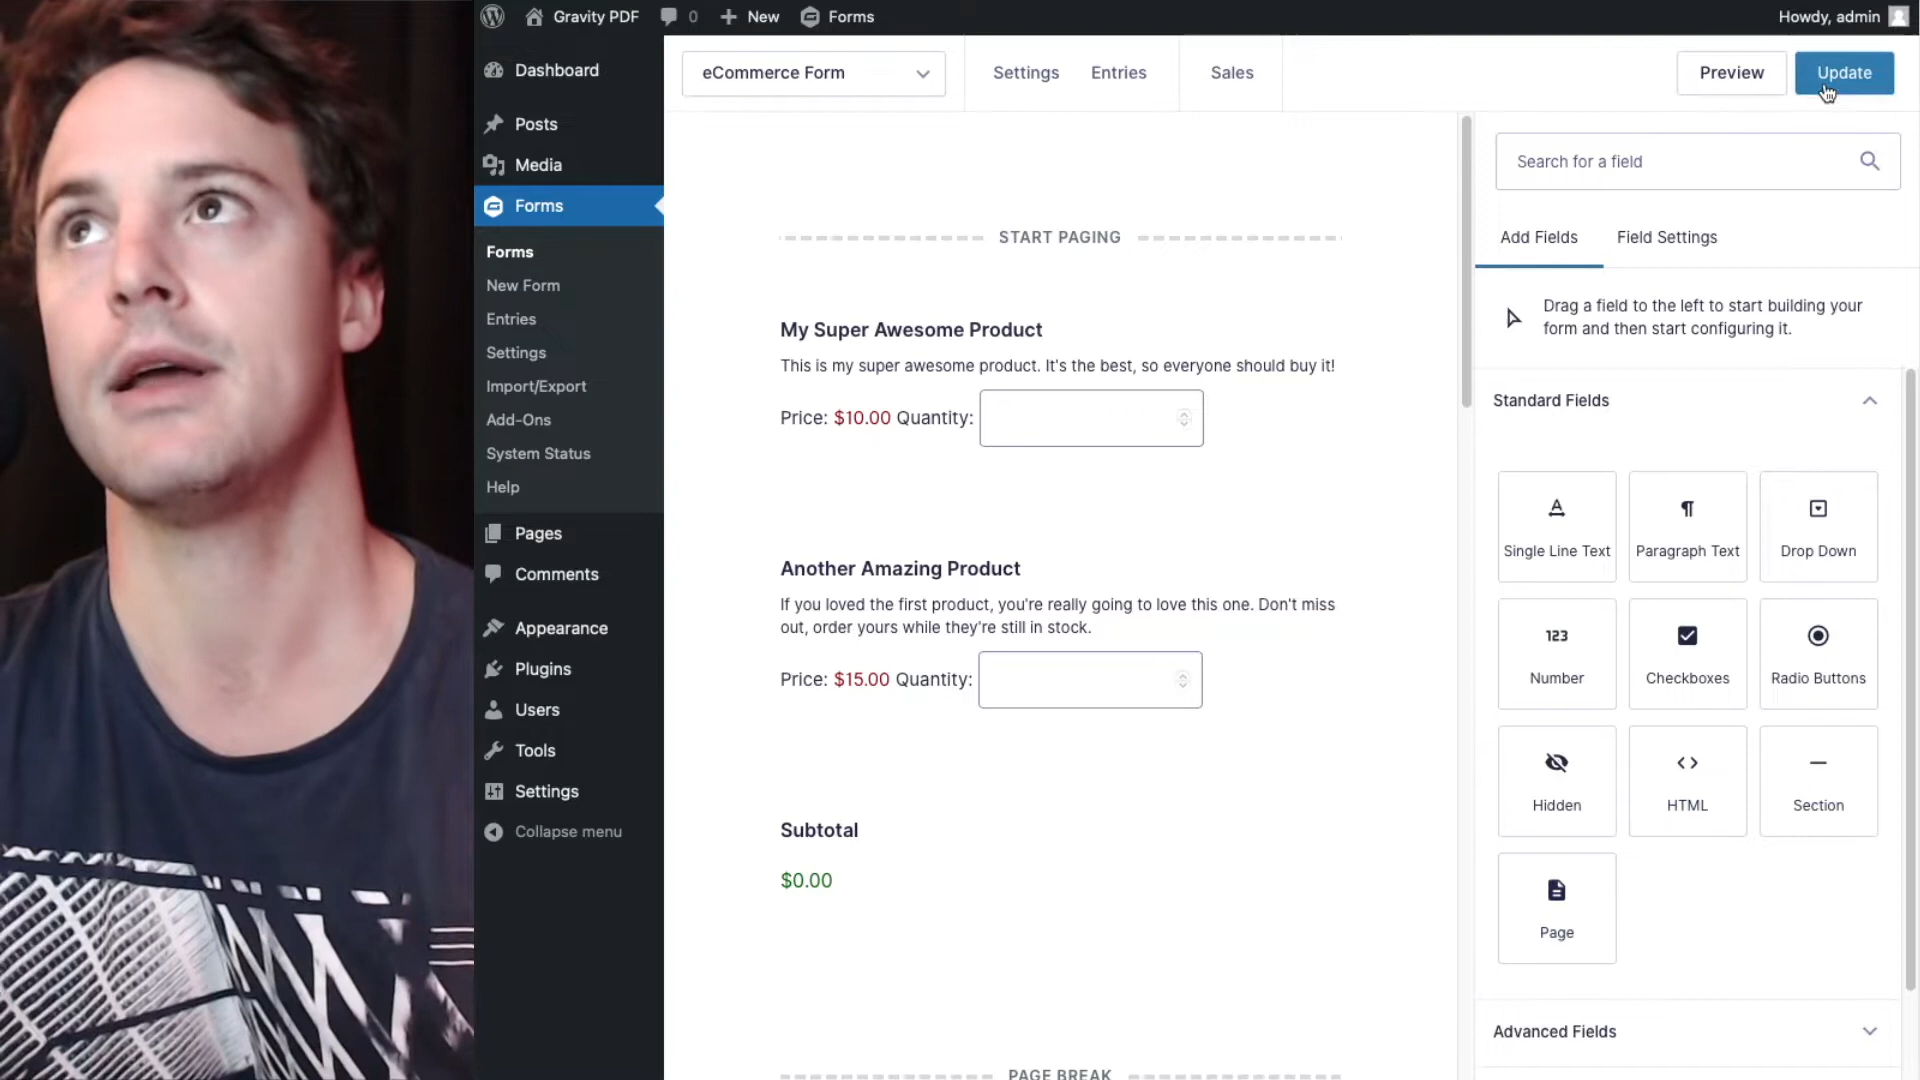 Gravity PDF
0
New
Forms
Howdy, admin
Dashboard
Posts
Media
Forms
Forms
New Form
Entries
Settings
Import/Export
Add-Ons
System Status
Help
Pages
Comments
Appearance
Plugins
Users
Tools
Settings
Collapse menu
eCommerce Form
Settings
Entries
Sales
Preview
Update
START PAGING
My Super Awesome Product
This is my super awesome product. It's the best, so everyone should buy it!
Price: $10.00 Quantity:
Another Amazing Product
If you loved the first product, you're really going to love this one. Don't miss
out, order yours while they're still in stock.
Price: $15.00 Quantity:
Subtotal
$0.00
PAGE BREAK
Search for a field
Add Fields
Field Settings
Drag a field to the left to start building your
form and then start configuring it.
Standard Fields
Single Line Text
Paragraph Text
Drop Down
123
Number
Checkboxes
Radio Buttons
Hidden
HTML
Section
Page
Advanced Fields